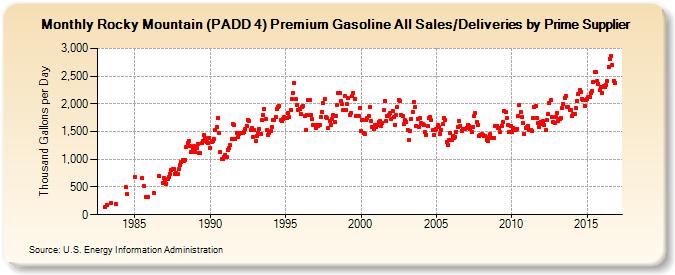 Monthly Rocky Mountain (PADD 4) Premium Gasoline All Sales/Deliveries by Prime Supplier
Thousand Gallons per Day
3,000
2,500
2,000
1,500
1,000
500
0
1985 1990 1995 2000 2005 2010 2015
Source: U.S. Energy Information Administration